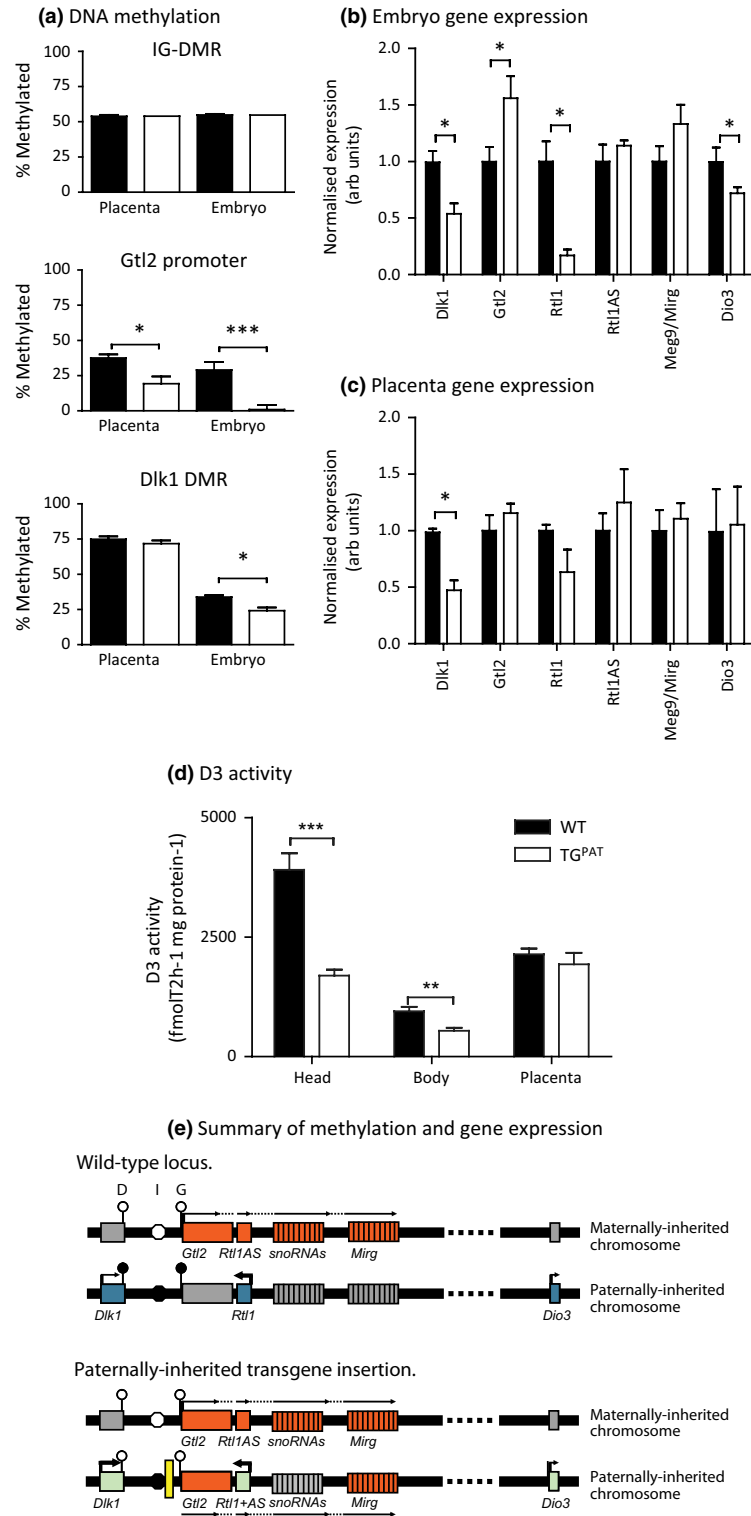 (a) DNA methylation
IG-DMR
% Methylated
100
75
50
25
0
Placenta
Embryo
Gtl2 promoter
% Methylated
100
75
50
25
0
*
***
Placenta
Embryo
Dlk1 DMR
% Methylated
100
75
50
25
0
*
Placenta
Embryo
(b) Embryo gene expression
Normalised expression
(arb units)
2.0
1.5
1.0
0.5
0.0
*
*
*
*
Dlk1
Gtl2
Rtl1
Rtl1AS
Meg9/Mirg
Dio3
(c) Placenta gene expression
Normalised expression
(arb units)
2.0
1.5
1.0
0.5
0.0
*
Dlk1
Gtl2
Rtl1
Rtl1AS
Meg9/Mirg
Dio3
(d) D3 activity
D3 activity
(fmolT2h-1 mg protein-1)
5000
2500
0
***
**
WT
TGPAT
Head
Body
Placenta
(e) Summary of methylation and gene expression
Wild-type locus.
D I G
Gtl2 Rtl1AS snoRNAs Mirg
Maternally-inherited
chromosome
Dlk1 Rtl1 Dio3
Paternally-inherited
chromosome
Paternally-inherited transgene insertion.
Gtl2 Rtl1AS snoRNAs Mirg
Maternally-inherited
chromosome
Dlk1 Gtl2 Rtl1+AS snoRNAs Mirg Dio3
Paternally-inherited
chromosome